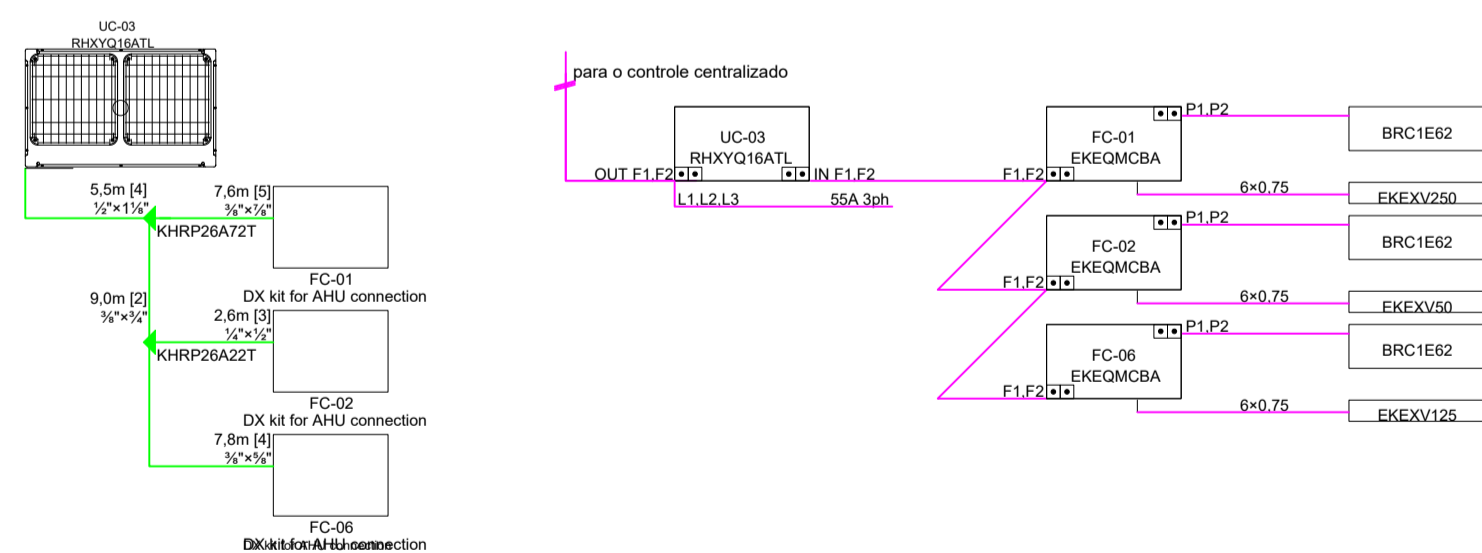 UC-03
RHXYQ16ATL
5,5m [4]
½"×1⅛"
7,6m [5]
⅜"×⅞"
KHRP26A72T
FC-01
DX kit for AHU connection
9,0m [2]
⅜"×¾"
2,6m [3]
¼"×½"
KHRP26A22T
FC-02
DX kit for AHU connection
7,8m [4]
⅜"×⅝"
FC-06
DX kit for AHU connection
para o controle centralizado
UC-03
RHXYQ16ATL
OUT F1,F2
IN F1,F2
L1,L2,L3
55A 3ph
FC-01
EKEQMCBA
F1,F2
P1,P2
BRC1E62
6×0,75
EKEXV250
FC-02
EKEQMCBA
F1,F2
P1,P2
BRC1E62
6×0,75
EKEXV50
FC-06
EKEQMCBA
F1,F2
P1,P2
BRC1E62
6×0,75
EKEXV125